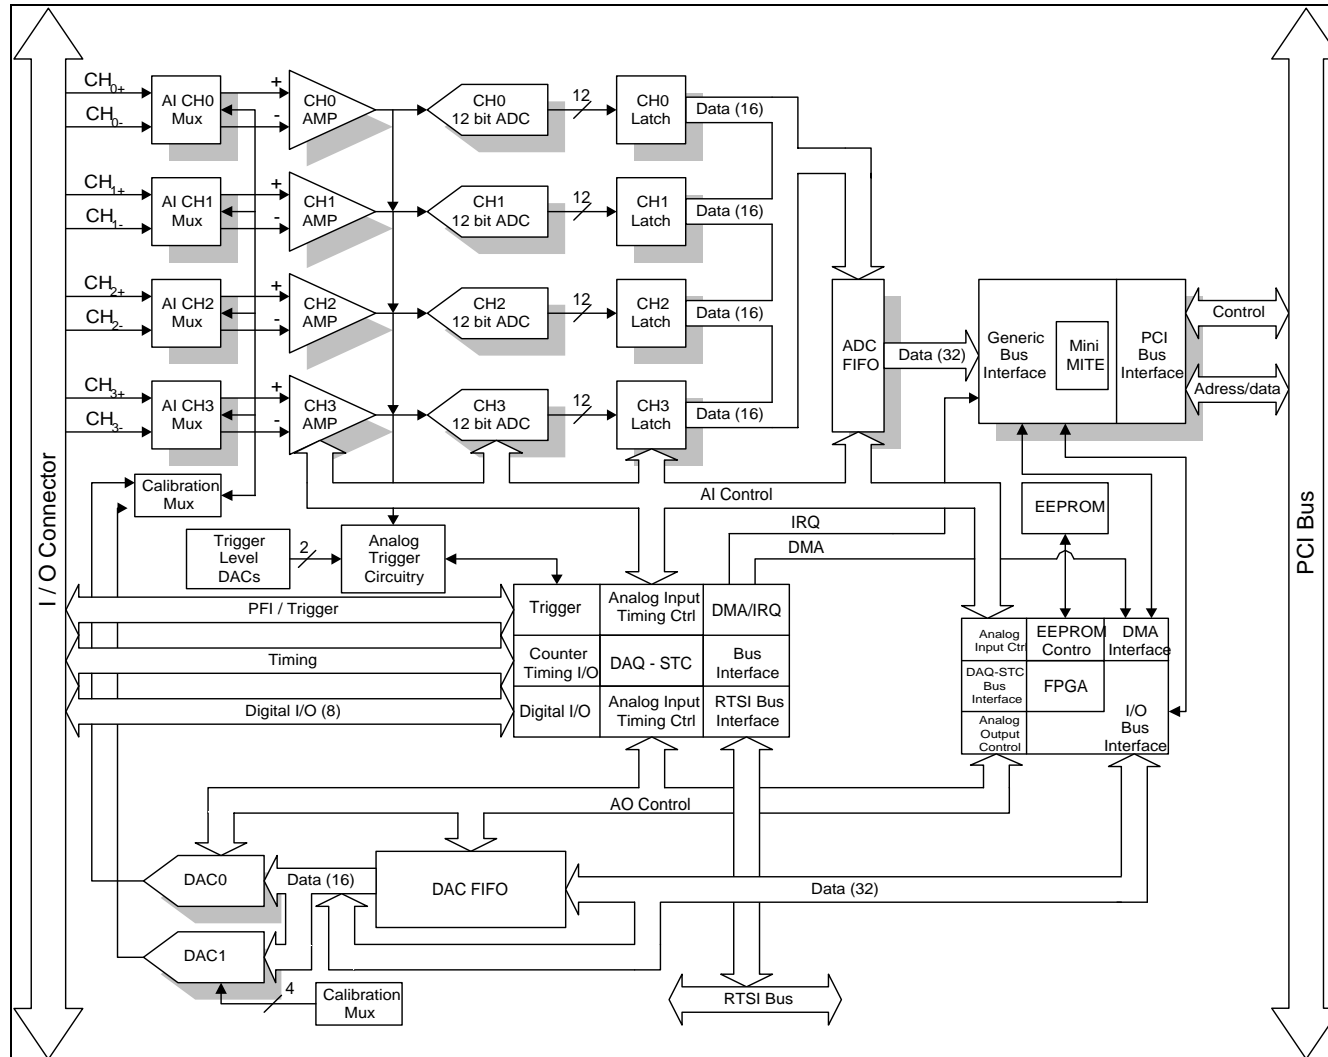 CH0+
CH0-
AI CH0
Mux
+
-
CH0
AMP
CH0
12 bit ADC
12
CH0
Latch
Data (16)
CH1+
CH1-
AI CH1
Mux
+
-
CH1
AMP
CH1
12 bit ADC
12
CH1
Latch
Data (16)
CH2+
CH2-
AI CH2
Mux
+
-
CH2
AMP
CH2
12 bit ADC
12
CH2
Latch
Data (16)
CH3+
CH3-
AI CH3
Mux
+
-
CH3
AMP
CH3
12 bit ADC
12
CH3
Latch
Data (16)
ADC
FIFO
Data (32)
Generic
Bus
Interface
Mini
MITE
PCI
Bus
Interface
Control
Adress/data
I / O Connector
PCI Bus
Calibration
Mux
AI Control
Trigger
Level
DACs
2
Analog
Trigger
Circuitry
IRQ
DMA
EEPROM
PFI / Trigger
Timing
Digital I/O (8)
Trigger
Analog Input
Timing Ctrl
DMA/IRQ
Counter
Timing I/O
DAQ - STC
Bus
Interface
Digital I/O
Analog Input
Timing Ctrl
RTSI Bus
Interface
Analog
Input Ctrl
EEPROM
Contro
DMA
Interface
DAQ-STC
Bus
Interface
FPGA
Analog
Output
Control
I/O
Bus
Interface
AO Control
DAC0
Data (16)
DAC FIFO
Data (32)
DAC1
4
Calibration
Mux
RTSI Bus